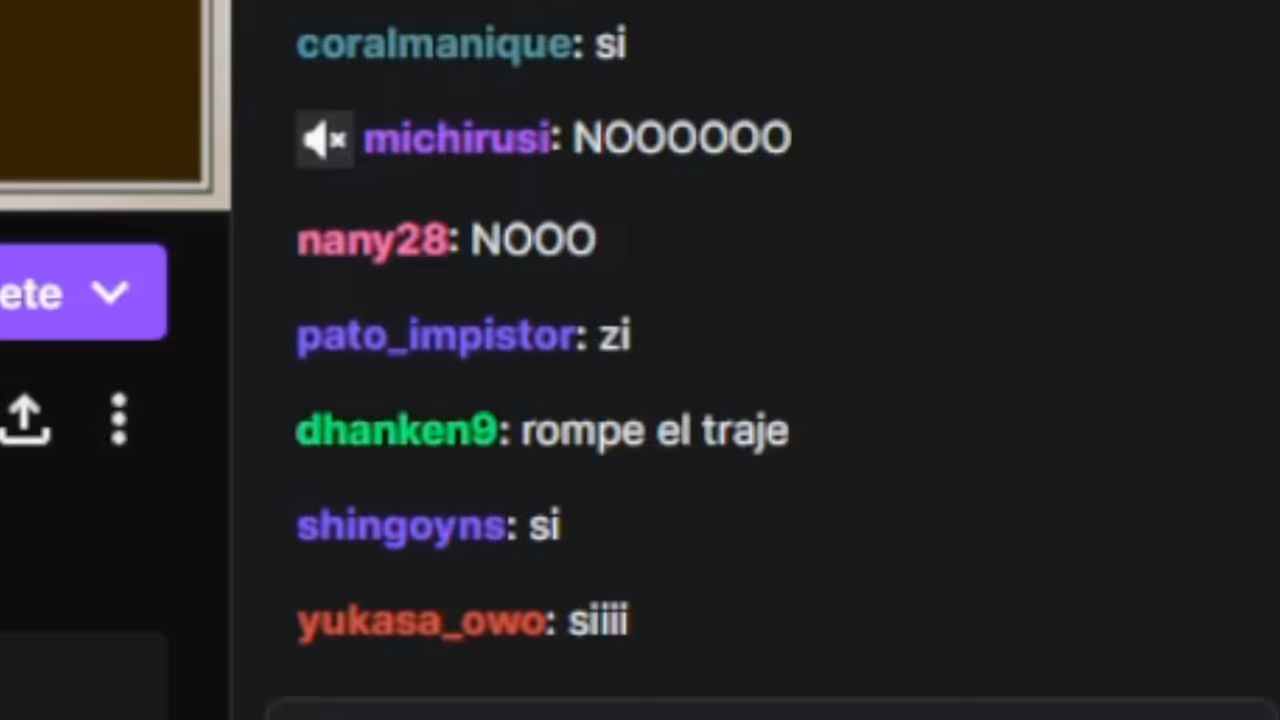 coralmanique: si
michirusi: NOOOOOO
nany28: NOOO
ete
pato_impistor: zi
dhanken9: rompe el traje
shingoyns: si
yukasa_owo: siiii